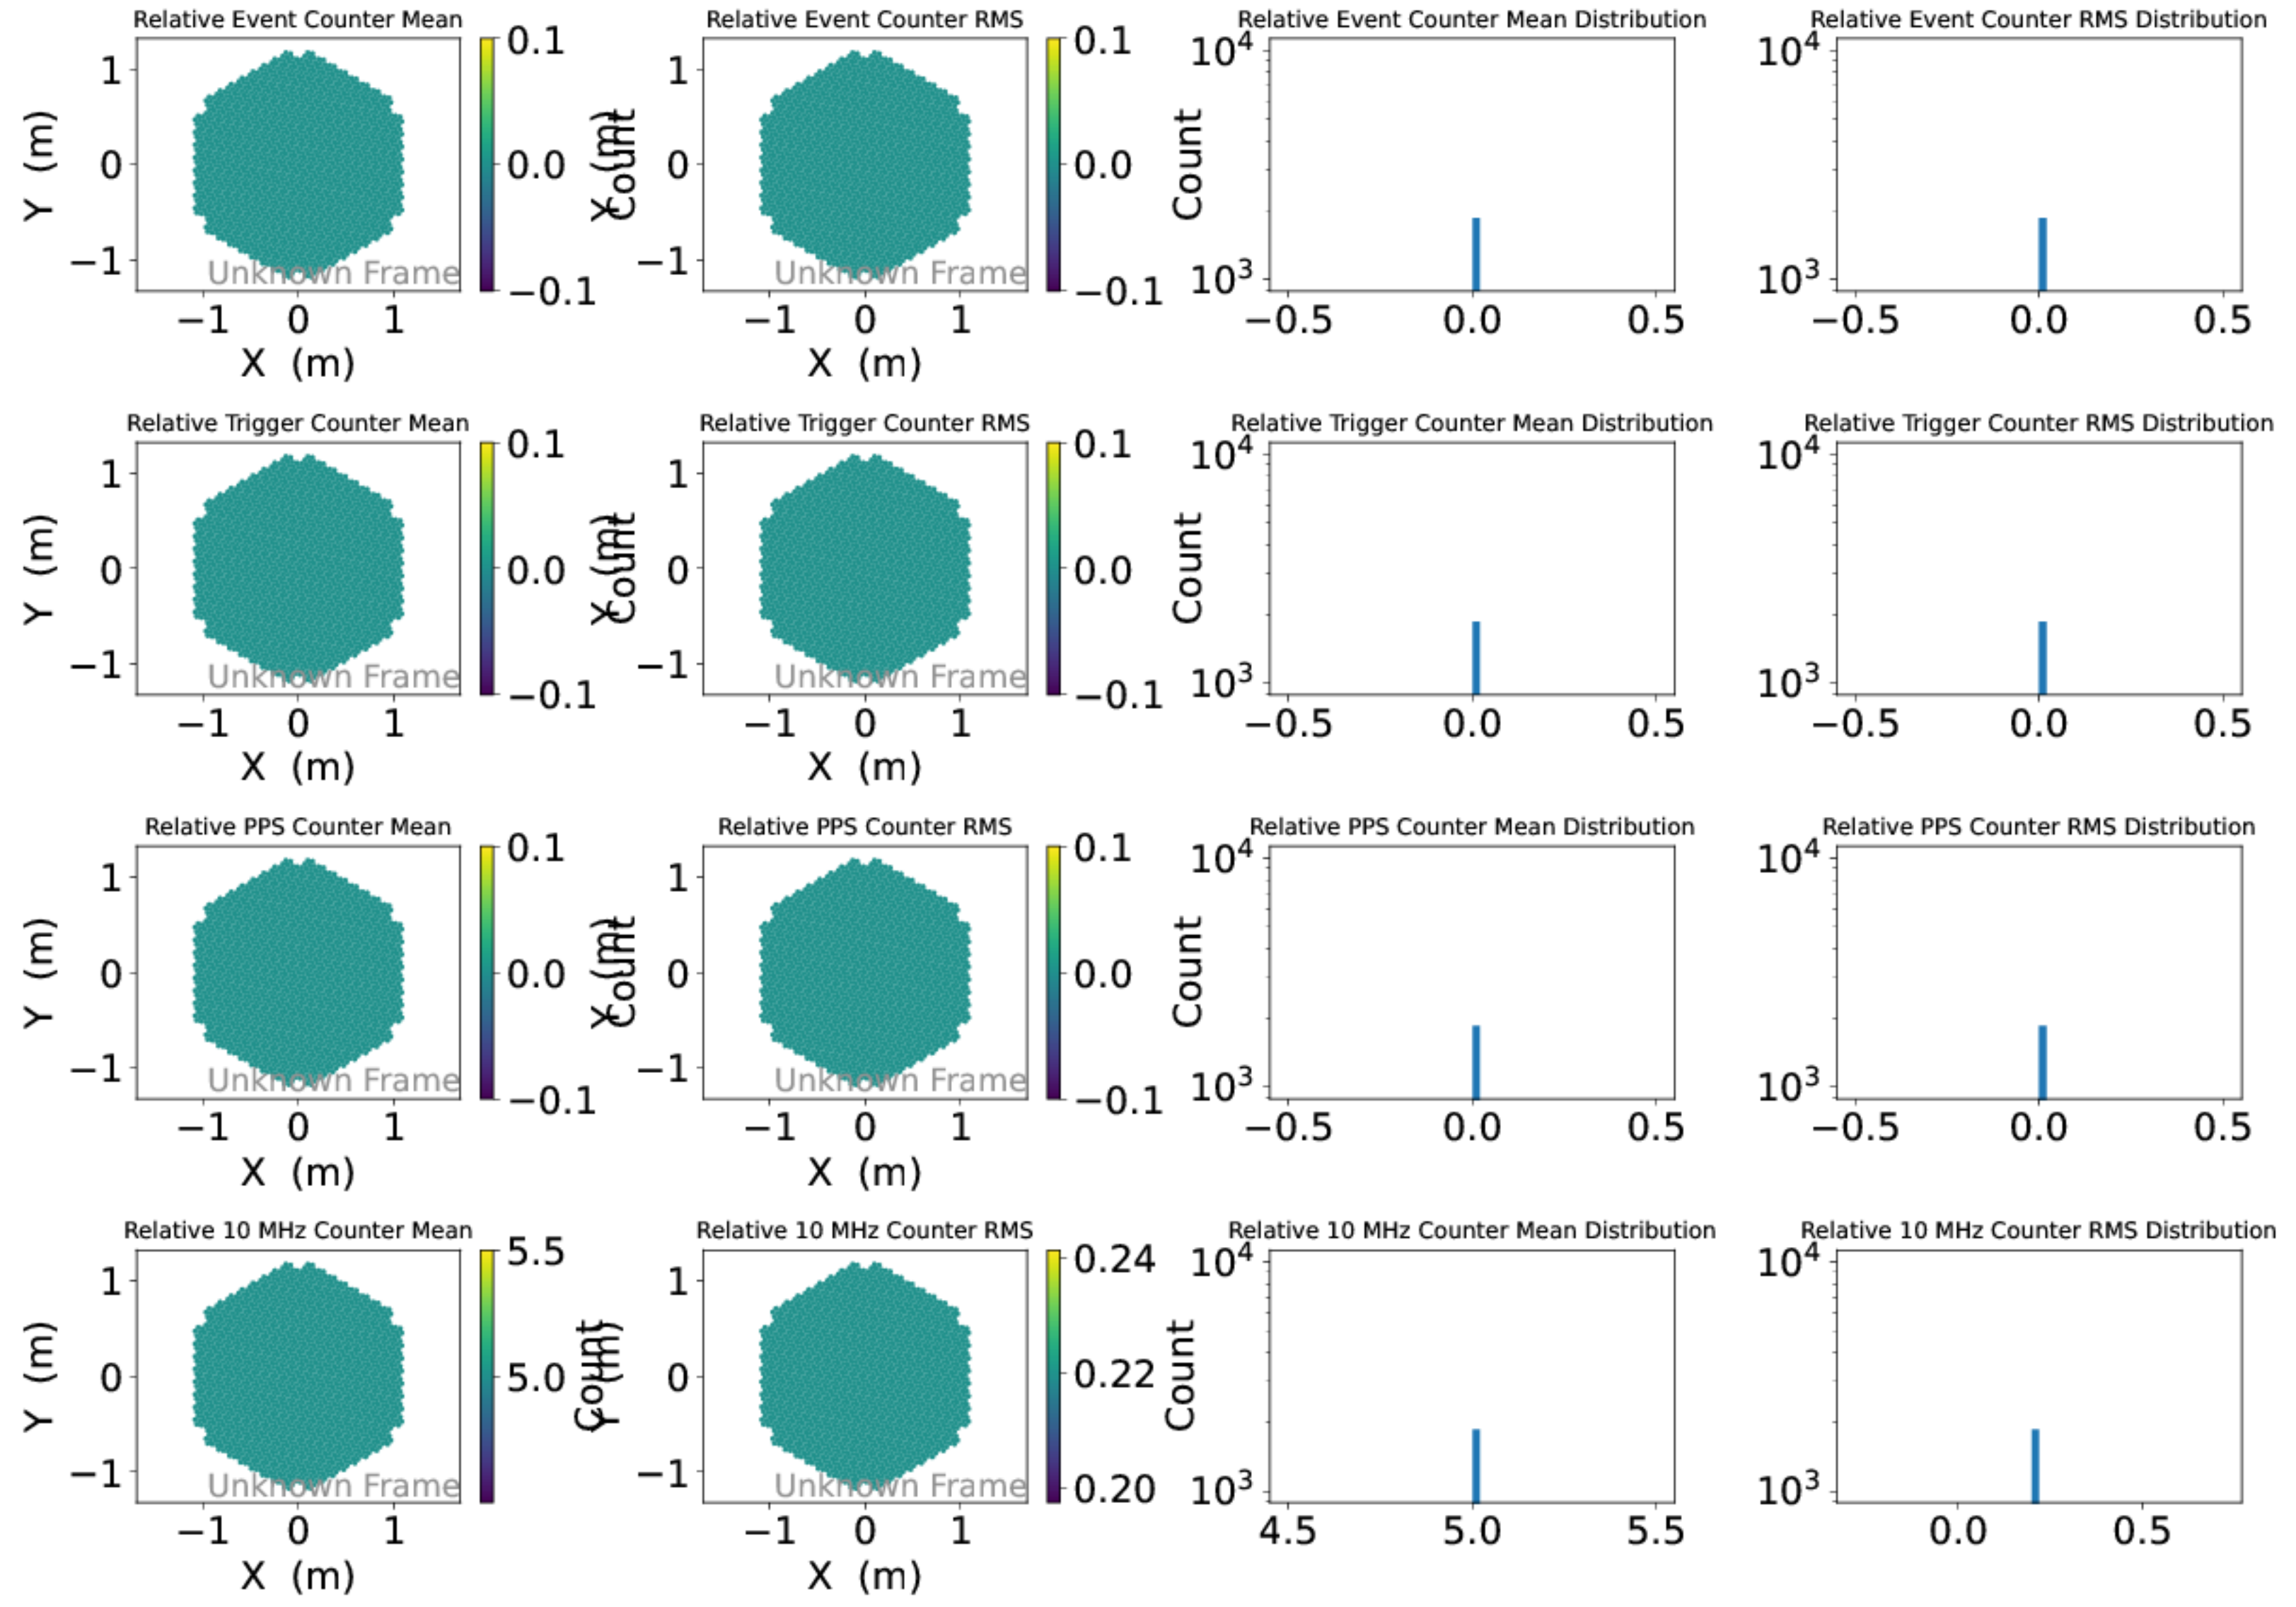 Relative Event Counter Mean
Relative Event Counter RMS
Relative Event Counter Mean Distribution
Relative Event Counter RMS Distribution
Y (m)
1
0
−1
Unknown Frame
−1 0 1
X (m)
0.1
0.0
−0.1
Y (m)
Count
1
0
−1
Unknown Frame
−1 0 1
X (m)
0.1
0.0
−0.1
Count
10⁴
10³
−0.5 0.0 0.5
10⁴
10³
−0.5 0.0 0.5
Relative Trigger Counter Mean
Relative Trigger Counter RMS
Relative Trigger Counter Mean Distribution
Relative Trigger Counter RMS Distribution
Y (m)
1
0
−1
Unknown Frame
−1 0 1
X (m)
0.1
0.0
−0.1
Y (m)
Count
1
0
−1
Unknown Frame
−1 0 1
X (m)
0.1
0.0
−0.1
Count
10⁴
10³
−0.5 0.0 0.5
10⁴
10³
−0.5 0.0 0.5
Relative PPS Counter Mean
Relative PPS Counter RMS
Relative PPS Counter Mean Distribution
Relative PPS Counter RMS Distribution
Y (m)
1
0
−1
Unknown Frame
−1 0 1
X (m)
0.1
0.0
−0.1
Y (m)
Count
1
0
−1
Unknown Frame
−1 0 1
X (m)
0.1
0.0
−0.1
Count
10⁴
10³
−0.5 0.0 0.5
10⁴
10³
−0.5 0.0 0.5
Relative 10 MHz Counter Mean
Relative 10 MHz Counter RMS
Relative 10 MHz Counter Mean Distribution
Relative 10 MHz Counter RMS Distribution
Y (m)
1
0
−1
Unknown Frame
−1 0 1
X (m)
5.5
5.0
Count
Y (m)
1
0
−1
Unknown Frame
−1 0 1
X (m)
0.24
0.22
0.20
Count
10⁴
10³
4.5 5.0 5.5
10⁴
10³
0.0 0.5